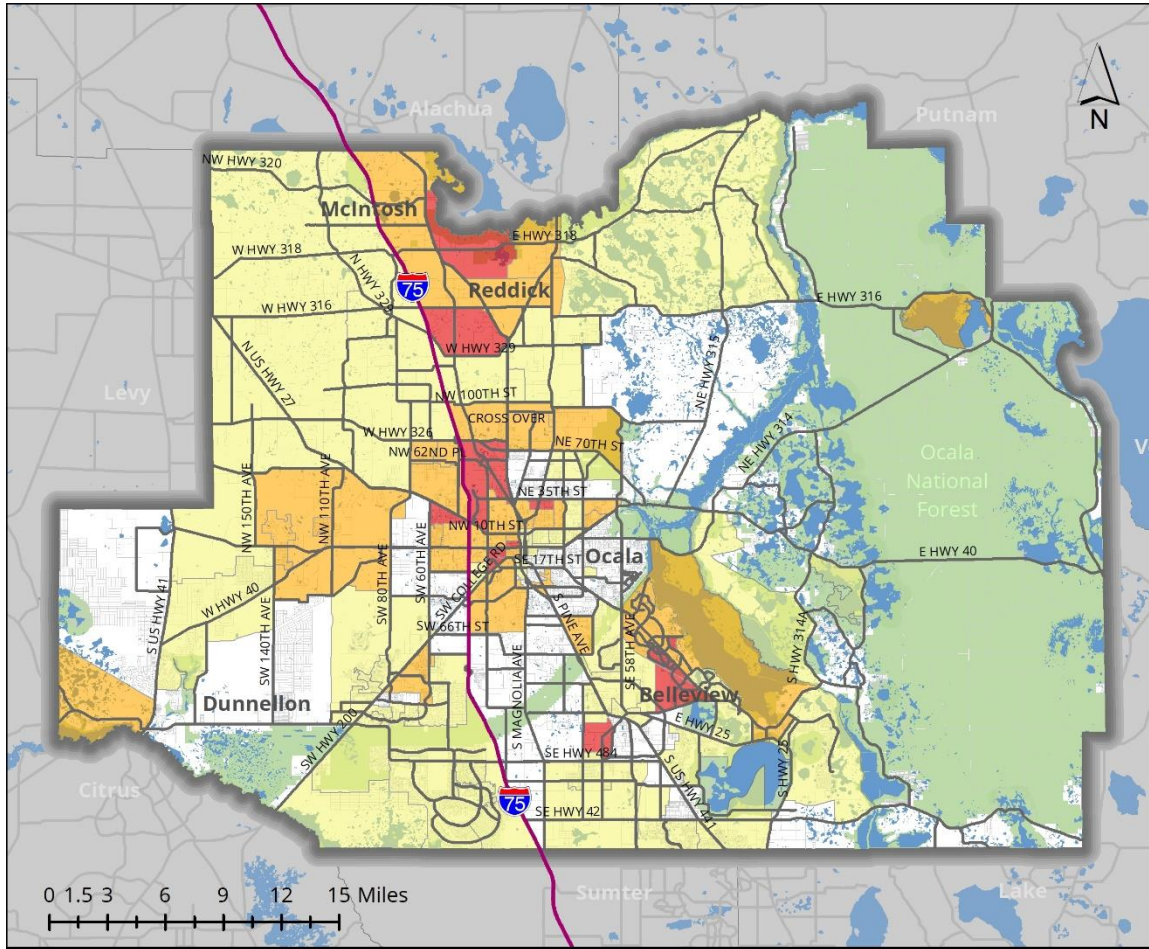 Alachua
Putnam
N
NW HWY 320
McIntosh
W HWY 318
E HWY 318
N HWY 329
75
Reddick
W HWY 316
E HWY 316
W HWY 329
NE HWY 315
Levy
N US HWY 27
NW 100TH ST
CROSS OVER
W HWY 326
NE 70TH ST
NW 62ND PL
NE HWY 314
Ocala
National
Forest
NW 150TH AVE
NW 110TH AVE
NE 35TH ST
NW 10TH ST
SW 60TH AVE
SW COLLEGE RD
SE 17TH ST
Ocala
E HWY 40
S US HWY 41
W HWY 40
SW 80TH AVE
SW 140TH AVE
SW 66TH ST
S PINE AVE
SE 58TH AVE
S HWY 314A
Dunnellon
S MAGNOLIA AVE
Belleview
E HWY 25
SW HWY 200
SE HWY 484
S US HWY 441
S HWY 25
Citrus
75
SE HWY 42
0 1.5 3 6 9 12 15 Miles
Sumter
Lake